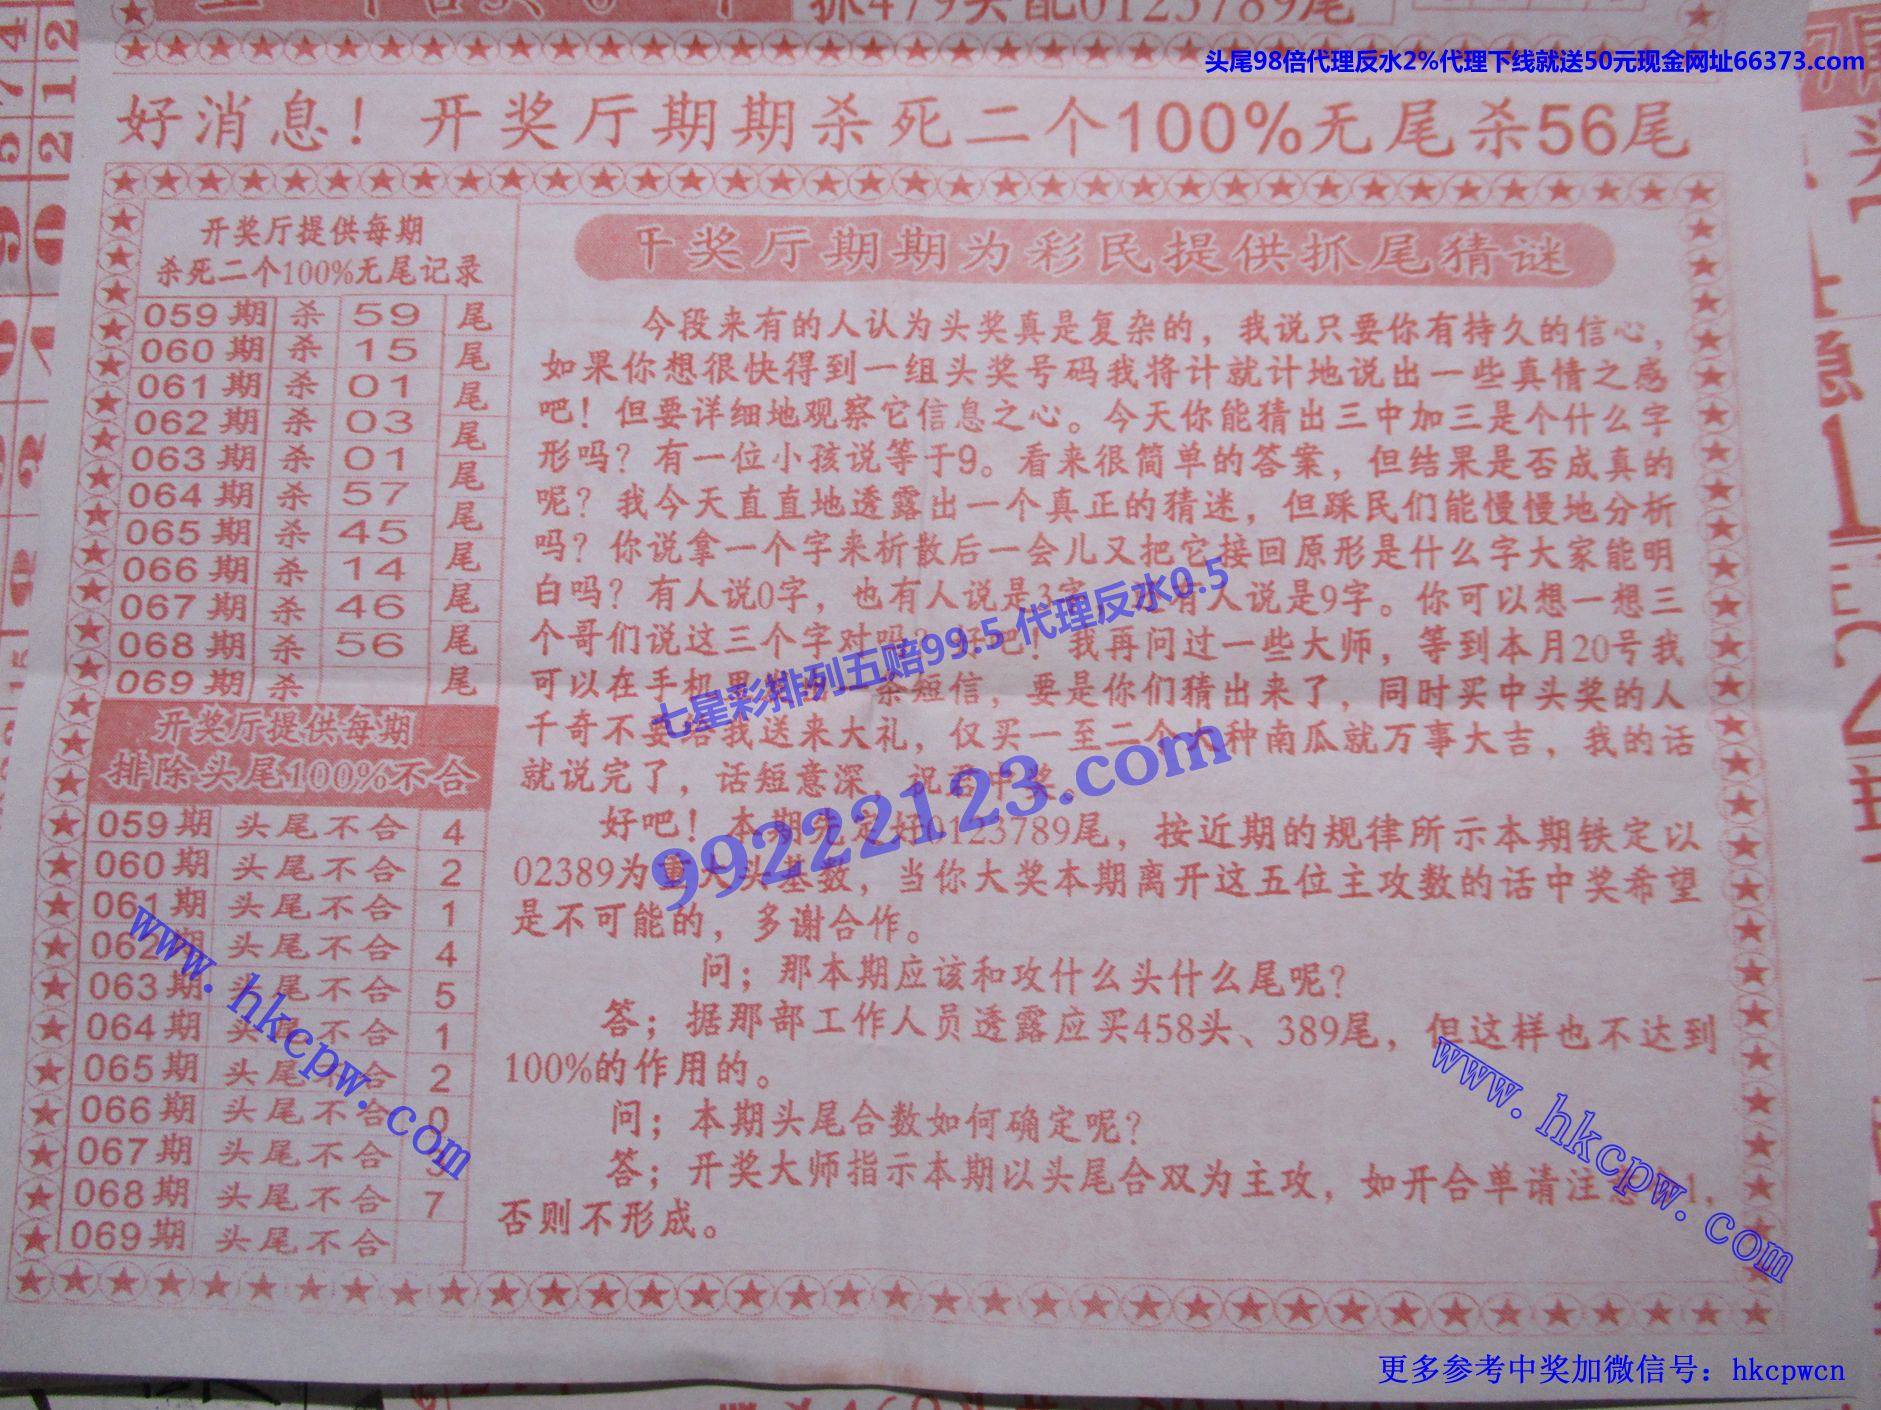 抓479头配0123789尾
头尾98倍代理反水2%代理下线就送50元现金网址66373.com
好消息！开奖厅期期杀死二个100%无尾杀56尾
开奖厅提供每期
杀死二个100%无尾记录
059期 杀 59 尾
060期 杀 15 尾
061期 杀 01 尾
062期 杀 03 尾
063期 杀 01 尾
064期 杀 57 尾
065期 杀 45 尾
066期 杀 14 尾
067期 杀 46 尾
068期 杀 56 尾
069期 杀 尾
开奖厅提供每期
排除头尾100%不合
059期 头尾不合 4
060期 头尾不合 2
061期 头尾不合 1
062期 头尾不合 4
063期 头尾不合 5
064期 头尾不合 1
065期 头尾不合 2
066期 头尾不合 0
067期 头尾不合
068期 头尾不合 7
069期 头尾不合
奖厅期期为彩民提供抓尾猜谜
今段来有的人认为头奖真是复杂的，我说只要你有持久的信心，
如果你想很快得到一组头奖号码我将计就计地说出一些真情之感
吧！但要详细地观察它信息之心。今天你能猜出三中加三是个什么字
形吗？有一位小孩说等于9。看来很简单的答案，但结果是否成真的
呢？我今天直直地透露出一个真正的猜迷，但踩民们能慢慢地分析
吗？你说拿一个字来析散后一会儿又把它接回原形是什么字大家能明
白吗？有人说0字，也有人说是3字，有人说是9字。你可以想一想三
个哥们说这三个字对吗？好吧！我再问过一些大师，等到本月20号我
可以在手机里 条短信，要是你们猜出来了，同时买中头奖的人
千奇不要给我送来大礼，仅买一至二个大种南瓜就万事大吉，我的话
就说完了，话短意深，祝君中奖。
好吧！本期先定好0123789尾，按近期的规律所示本期铁定以
02389为重大头基数，当你大奖本期离开这五位主攻数的话中奖希望
是不可能的，多谢合作。
问；那本期应该和攻什么头什么尾呢？
答；据那部工作人员透露应买458头、389尾，但这样也不达到
100%的作用的。
问；本期头尾合数如何确定呢？
答；开奖大师指示本期以头尾合双为主攻，如开合单请注 1，
否则不形成。
七星彩排列五赔99.5 代理反水0.5
99222123.com
www.hkcpw.com
www.hkcpw.com
更多参考中奖加微信号：hkcpwcn